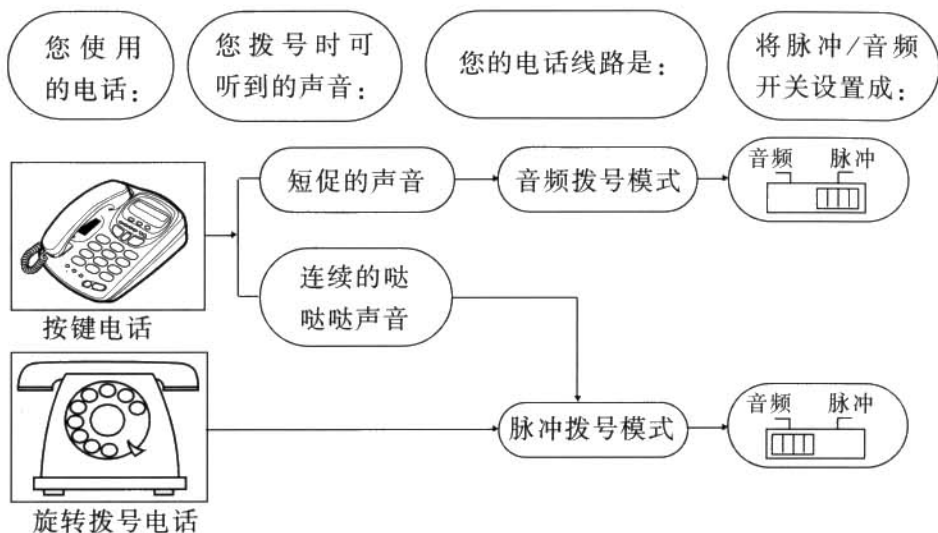 您使用
的电话：
您拨号时可
听到的声音：
您的电话线路是：
将脉冲/音频
开关设置成：
短促的声音
音频拨号模式
音频 脉冲
连续的哒
哒哒声音
按键电话
脉冲拨号模式
音频 脉冲
旋转拨号电话